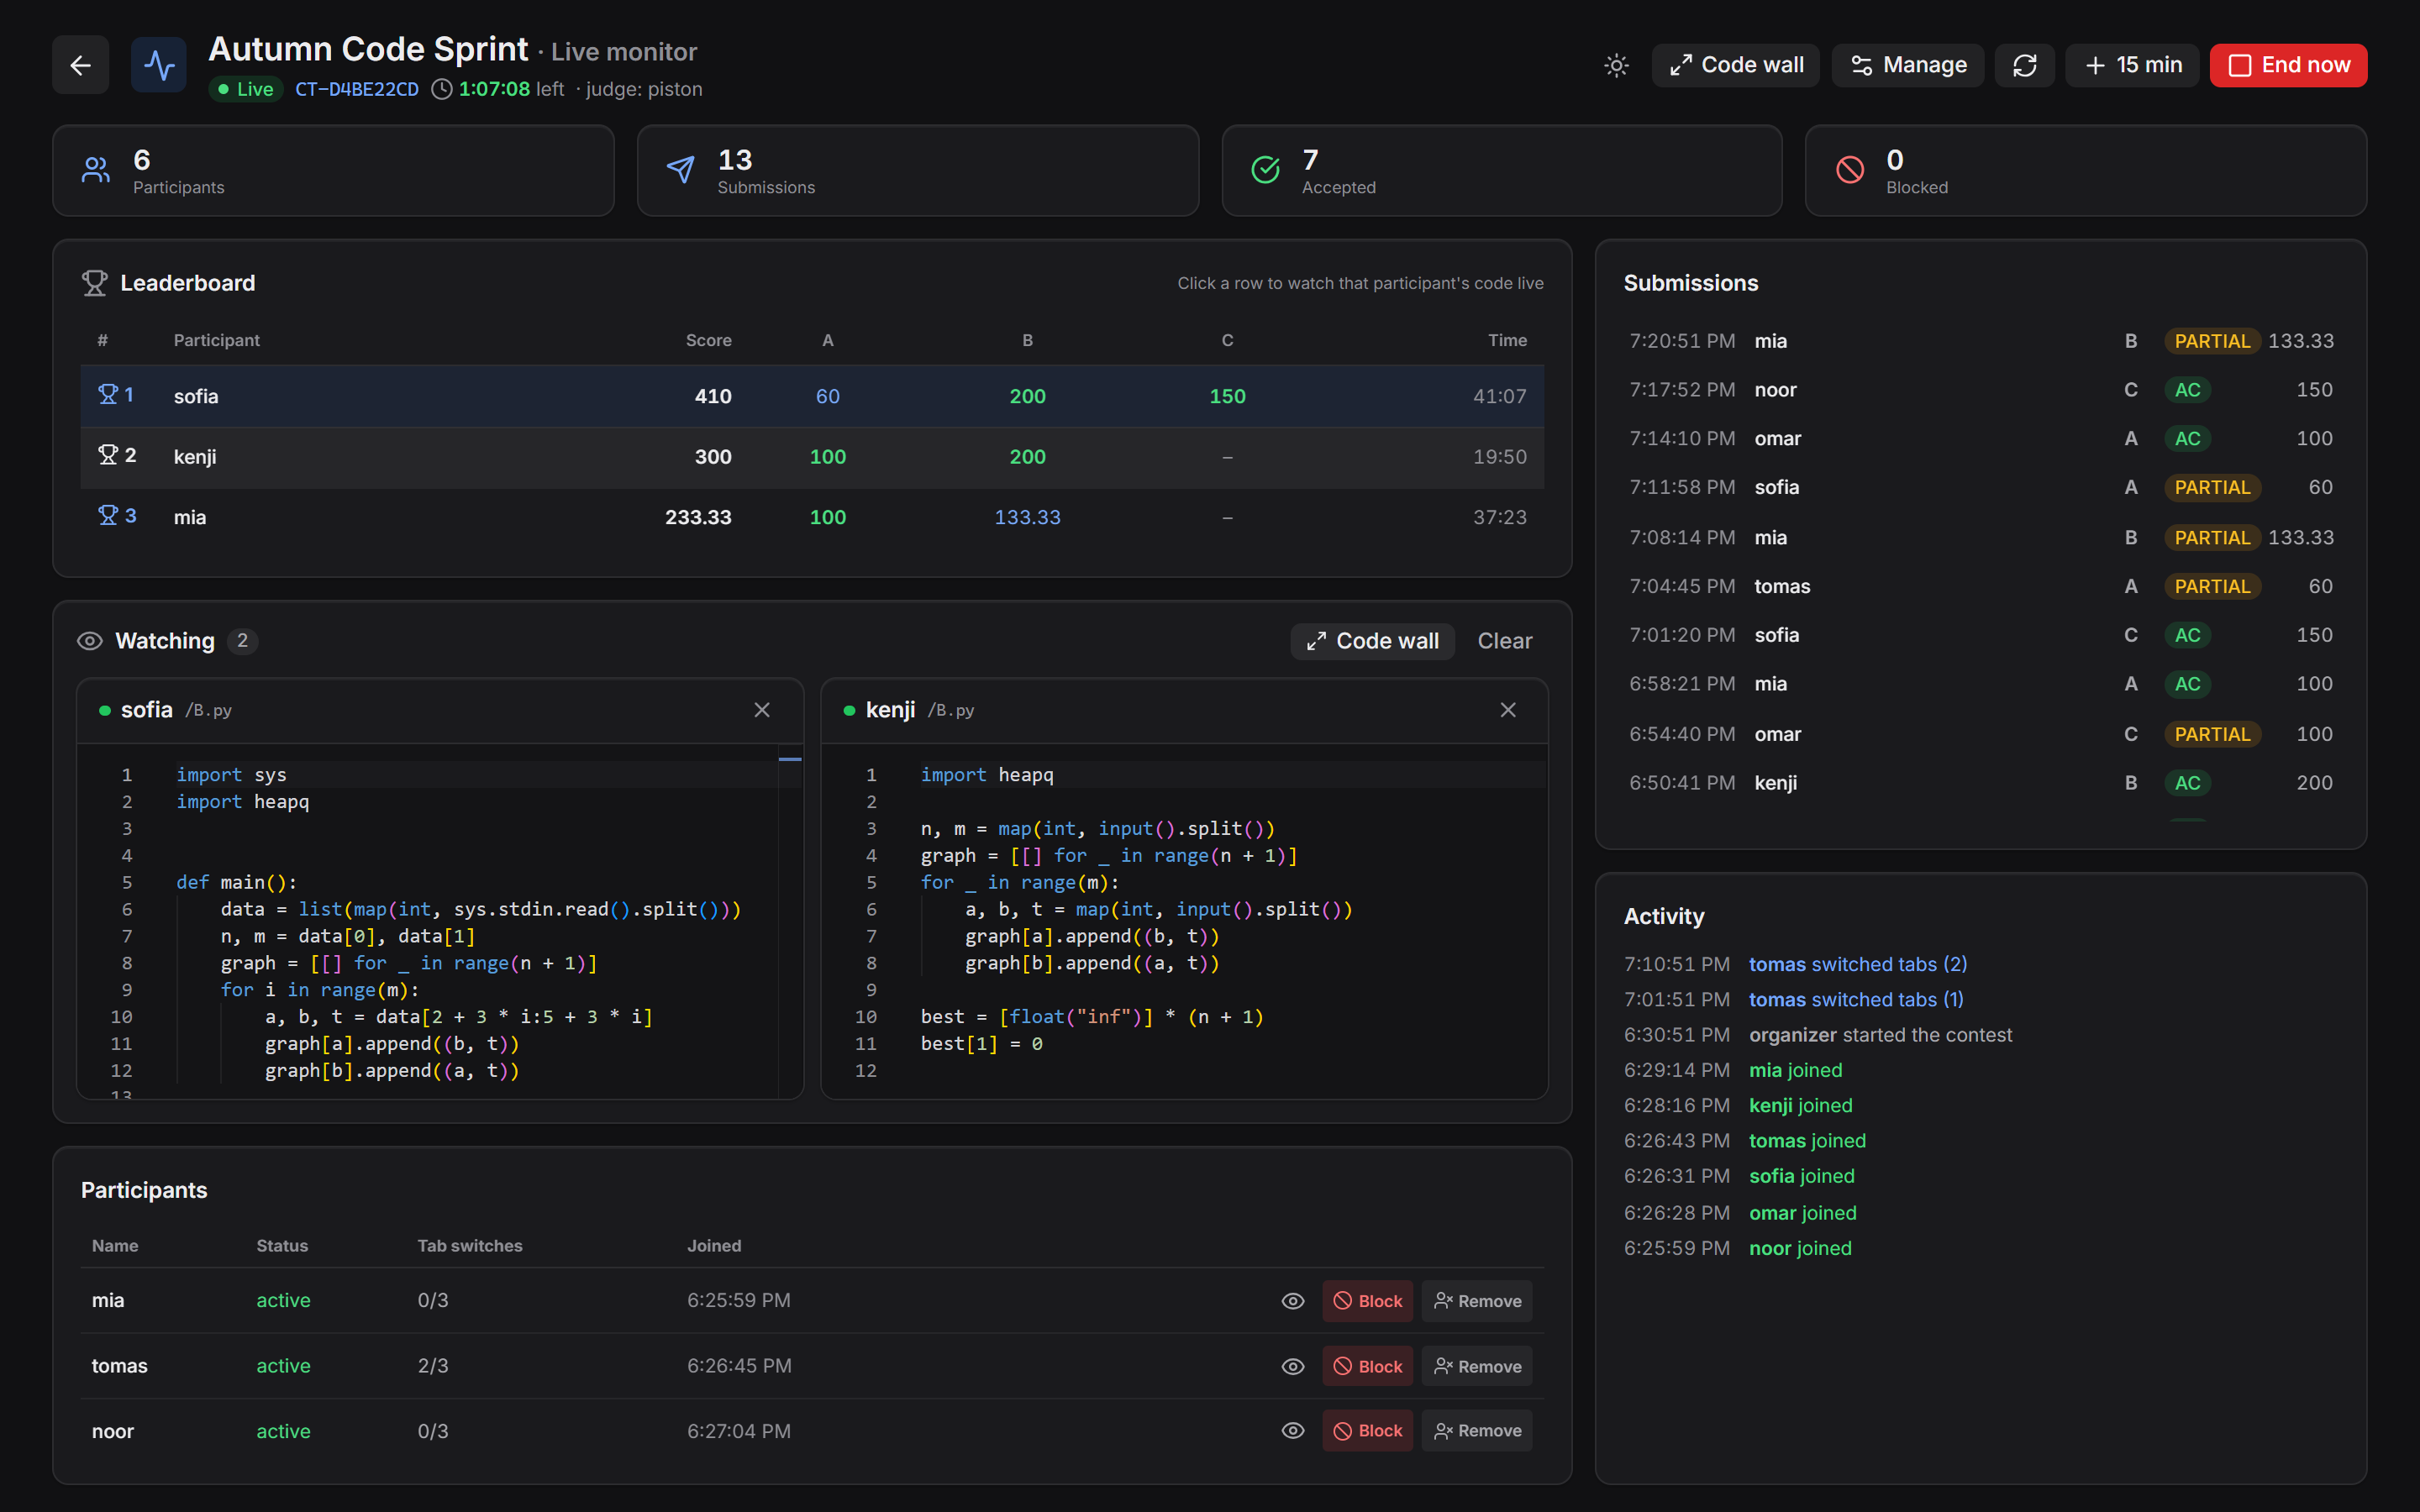 Autumn Code Sprint · Live monitor
Live CT-D4BE22CD 1:07:08 left · judge: piston
Code wall Manage 15 min End now
6
Participants
13
Submissions
7
Accepted
0
Blocked
Leaderboard
Click a row to watch that participant's code live
# Participant Score A B C Time
1 sofia 410 60 200 150 41:07
2 kenji 300 100 200 – 19:50
3 mia 233.33 100 133.33 – 37:23
Watching 2
Code wall Clear
sofia /B.py
1 import sys
2 import heapq
3
4
5 def main():
6 data = list(map(int, sys.stdin.read().split()))
7 n, m = data[0], data[1]
8 graph = [[] for _ in range(n + 1)]
9 for i in range(m):
10 a, b, t = data[2 + 3 * i:5 + 3 * i]
11 graph[a].append((b, t))
12 graph[b].append((a, t))
13
kenji /B.py
1 import heapq
2
3 n, m = map(int, input().split())
4 graph = [[] for _ in range(n + 1)]
5 for _ in range(m):
6 a, b, t = map(int, input().split())
7 graph[a].append((b, t))
8 graph[b].append((a, t))
9
10 best = [float("inf")] * (n + 1)
11 best[1] = 0
12
Participants
Name Status Tab switches Joined
mia active 0/3 6:25:59 PM Block Remove
tomas active 2/3 6:26:45 PM Block Remove
noor active 0/3 6:27:04 PM Block Remove
Submissions
7:20:51 PM mia B PARTIAL 133.33
7:17:52 PM noor C AC 150
7:14:10 PM omar A AC 100
7:11:58 PM sofia A PARTIAL 60
7:08:14 PM mia B PARTIAL 133.33
7:04:45 PM tomas A PARTIAL 60
7:01:20 PM sofia C AC 150
6:58:21 PM mia A AC 100
6:54:40 PM omar C PARTIAL 100
6:50:41 PM kenji B AC 200
Activity
7:10:51 PM tomas switched tabs (2)
7:01:51 PM tomas switched tabs (1)
6:30:51 PM organizer started the contest
6:29:14 PM mia joined
6:28:16 PM kenji joined
6:26:43 PM tomas joined
6:26:31 PM sofia joined
6:26:28 PM omar joined
6:25:59 PM noor joined